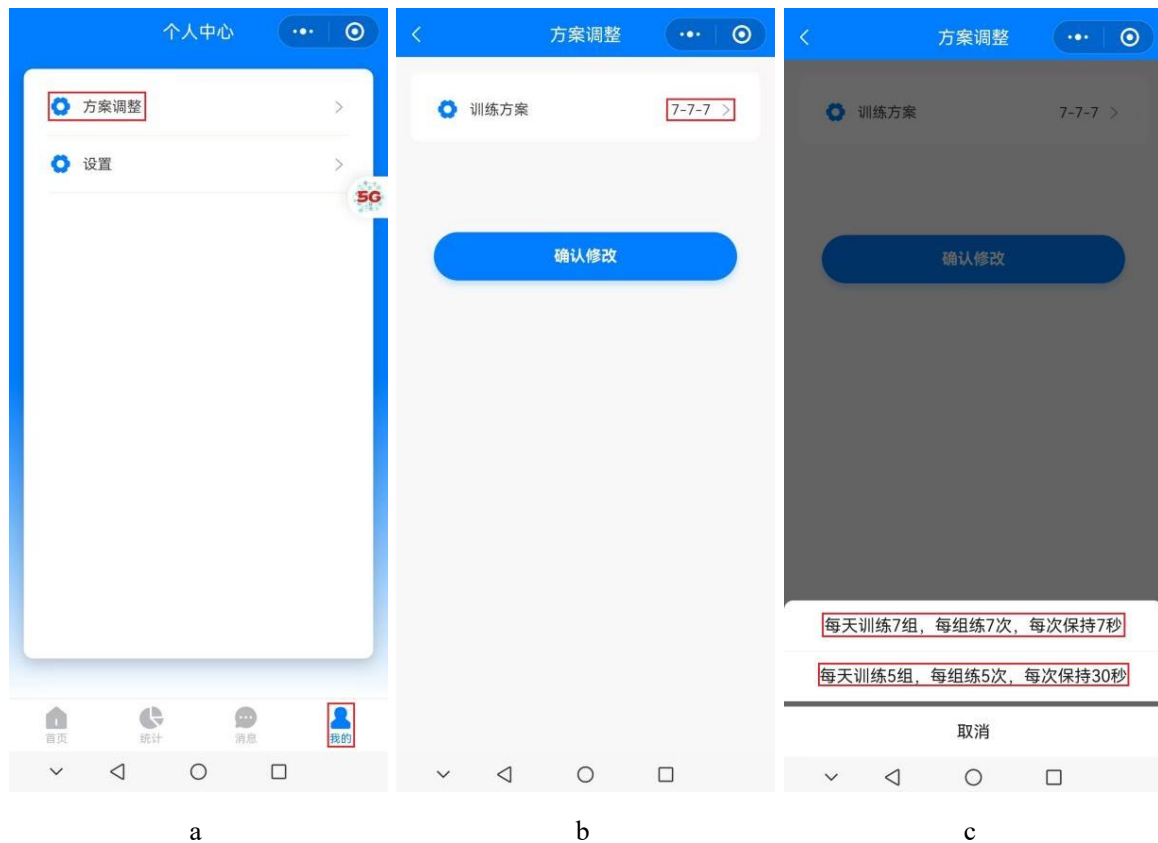 个人中心
方案调整
设置
5G
首页
统计
消息
我的
a
方案调整
训练方案
7-7-7
确认修改
b
方案调整
训练方案
7-7-7
确认修改
每天训练7组，每组练7次，每次保持7秒
每天训练5组，每组练5次，每次保持30秒
取消
c